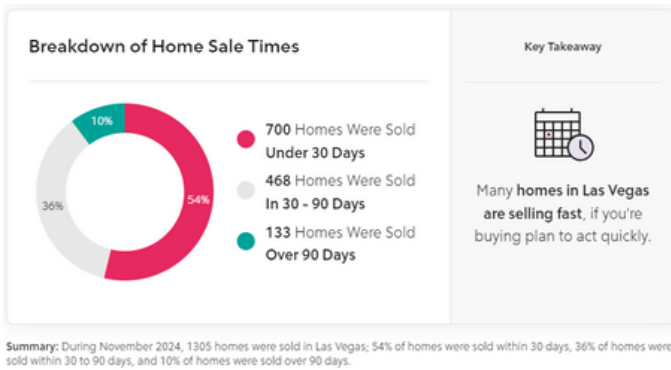 Breakdown of Home Sale Times
Key Takeaway
10%
36%
54%
700 Homes Were Sold
Under 30 Days
468 Homes Were Sold
In 30 - 90 Days
133 Homes Were Sold
Over 90 Days
Many homes in Las Vegas
are selling fast, if you're
buying plan to act quickly.
Summary: During November 2024, 1305 homes were sold in Las Vegas; 54% of homes were sold within 30 days, 36% of homes were
sold within 30 to 90 days, and 10% of homes were sold over 90 days.